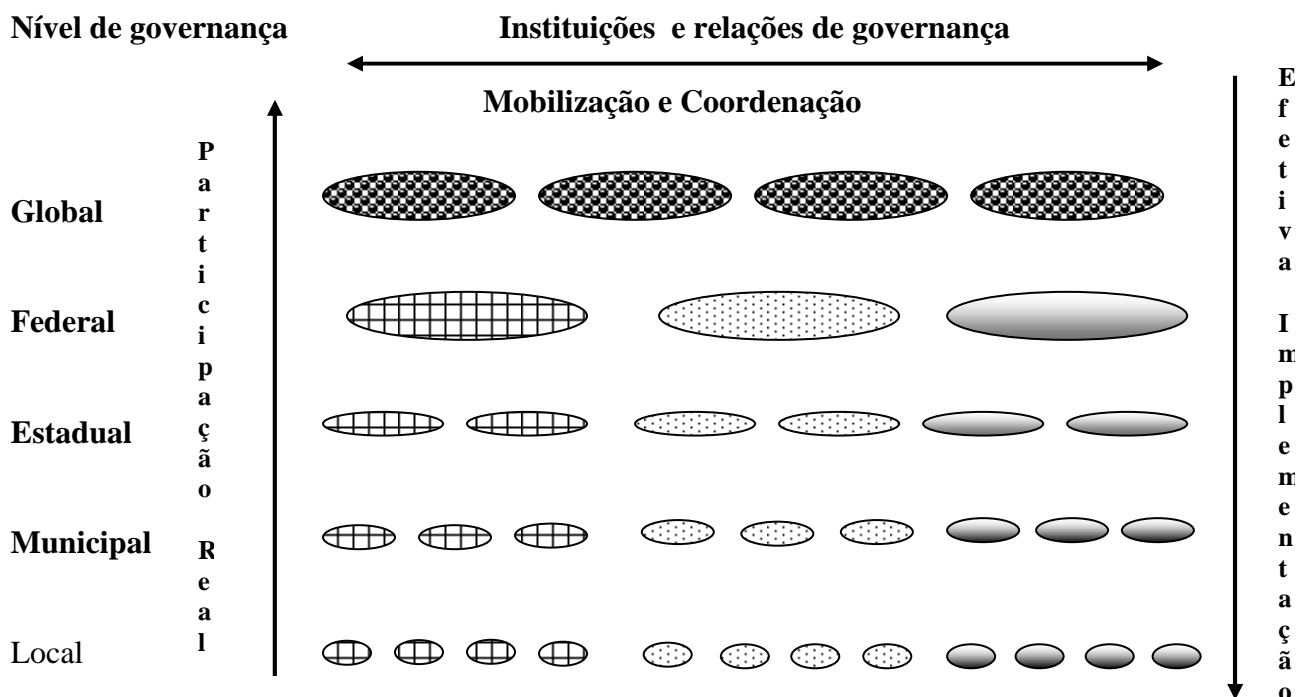 Nível de governança
Instituições e relações de governança
Mobilização e Coordenação
Participação Real
Efetiva Implementação
Global
Federal
Estadual
Municipal
Local